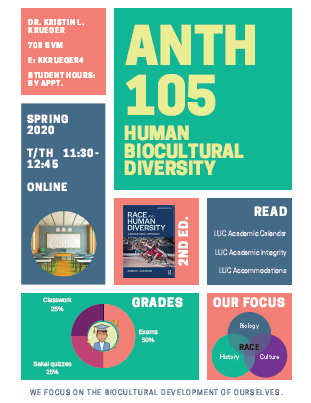 DR. KRISTIN L.
KRUEGER
708 BVM
E: KKRUEGER4
STUDENT HOURS:
BY APPT.
ANTH
105
HUMAN
BIOCULTURAL
DIVERSITY
SPRING
2020
T/TH 11:30-
12:45
ONLINE
RACE AND
HUMAN
DIVERSITY
2ND ED.
READ
LUC Academic Calendar
LUC Academic Integrity
LUC Accommodations
GRADES
Classwork
25%
Exams
50%
Sakai quizzes
25%
OUR FOCUS
Biology
RACE
History
Culture
WE FOCUS ON THE BIOCULTURAL DEVELOPMENT OF OURSELVES.